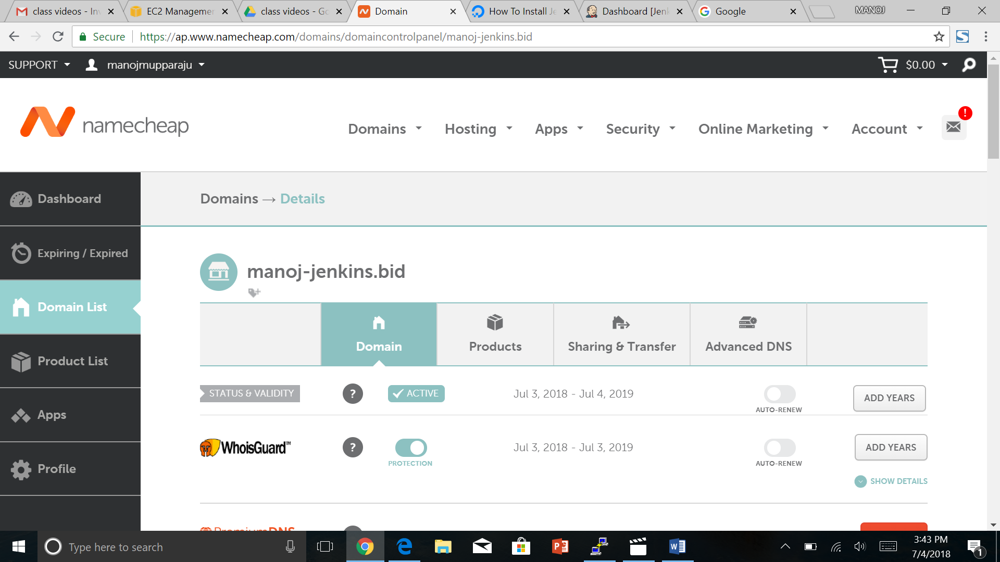 class videos - Inv
EC2 Managemen
class videos - Go
Domain
How To Install Je
Dashboard [Jenk
Google
MANOJ
Secure
https://ap.www.namecheap.com/domains/domaincontrolpanel/manoj-jenkins.bid
SUPPORT
manojmupparaju
$0.00
namecheap
Domains
Hosting
Apps
Security
Online Marketing
Account
!
Dashboard
Expiring / Expired
Domain List
Product List
Apps
Profile
Domains → Details
manoj-jenkins.bid
Domain
Products
Sharing & Transfer
Advanced DNS
STATUS & VALIDITY
?
ACTIVE
Jul 3, 2018 - Jul 4, 2019
AUTO-RENEW
ADD YEARS
WhoisGuard™
?
PROTECTION
Jul 3, 2018 - Jul 3, 2019
AUTO-RENEW
ADD YEARS
SHOW DETAILS
PremiumDNS
Type here to search
3:43 PM
7/4/2018
1